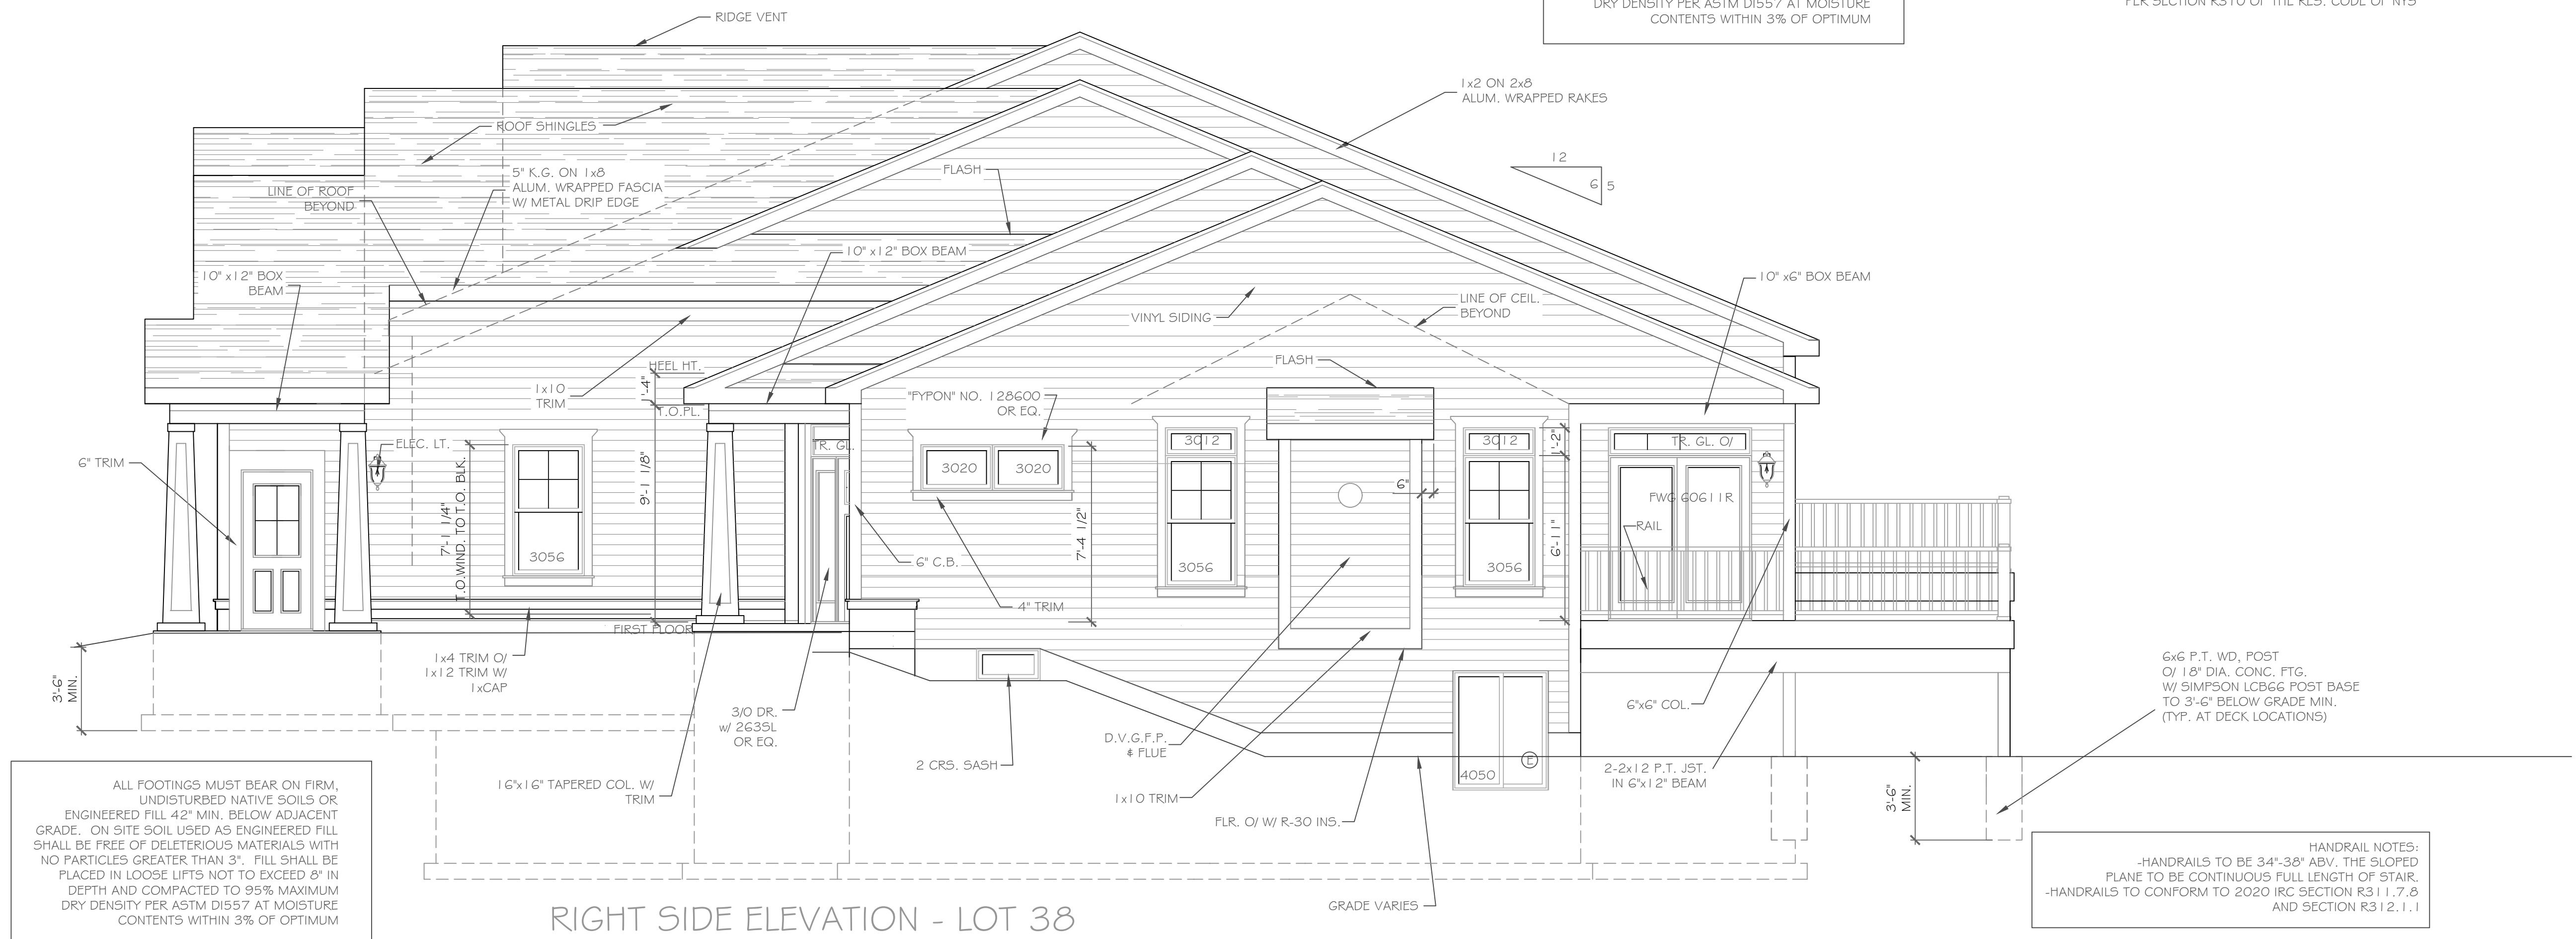 DRY DENSITY PER ASTM D1557 AT MOISTURE
CONTENTS WITHIN 3% OF OPTIMUM
PER SECTION R310 OF THE RES. CODE OF NYS
RIDGE VENT
1x2 ON 2x8
ALUM. WRAPPED RAKES
ROOF SHINGLES
12
6
5
FLASH
5" K.G. ON 1x8
ALUM. WRAPPED FASCIA
W/ METAL DRIP EDGE
LINE OF ROOF
BEYOND
10" x12" BOX BEAM
10" x12" BOX
BEAM
10" x6" BOX BEAM
LINE OF CEIL.
BEYOND
VINYL SIDING
FLASH
HEEL HT.
1'-4"
T.O.PL.
1x10
TRIM
"FYPON" NO. 128600
OR EQ.
ELEC. LT.
6" TRIM
TR. GL.
3012
3012
1'-2"
TR. GL. O/
3020
3020
6"
FWG 60611R
RAIL
9'-1 1/8"
7'-1 1/4"
T.O.WIND. TO T.O. BLK.
3056
7'-4 1/2"
6'-11"
3056
3056
6" C.B.
4" TRIM
FIRST FLOOR
1x4 TRIM O/
1x12 TRIM W/
1xCAP
3'-6"
MIN.
3/0 DR.
w/ 263SL
OR EQ.
16"x16" TAPERED COL. W/
TRIM
2 CRS. SASH
D.V.G.F.P.
& FLUE
1x10 TRIM
FLR. O/ W/ R-30 INS.
4050
E
6"x6" COL.
2-2x12 P.T. JST.
IN 6"x12" BEAM
6x6 P.T. WD, POST
O/ 18" DIA. CONC. FTG.
W/ SIMPSON LCB66 POST BASE
TO 3'-6" BELOW GRADE MIN.
(TYP. AT DECK LOCATIONS)
3'-6"
MIN.
GRADE VARIES
ALL FOOTINGS MUST BEAR ON FIRM,
UNDISTURBED NATIVE SOILS OR
ENGINEERED FILL 42" MIN. BELOW ADJACENT
GRADE. ON SITE SOIL USED AS ENGINEERED FILL
SHALL BE FREE OF DELETERIOUS MATERIALS WITH
NO PARTICLES GREATER THAN 3". FILL SHALL BE
PLACED IN LOOSE LIFTS NOT TO EXCEED 8" IN
DEPTH AND COMPACTED TO 95% MAXIMUM
DRY DENSITY PER ASTM D1557 AT MOISTURE
CONTENTS WITHIN 3% OF OPTIMUM
HANDRAIL NOTES:
-HANDRAILS TO BE 34"-38" ABV. THE SLOPED
PLANE TO BE CONTINUOUS FULL LENGTH OF STAIR.
-HANDRAILS TO CONFORM TO 2020 IRC SECTION R311.7.8
AND SECTION R312.1.1
RIGHT SIDE ELEVATION - LOT 38